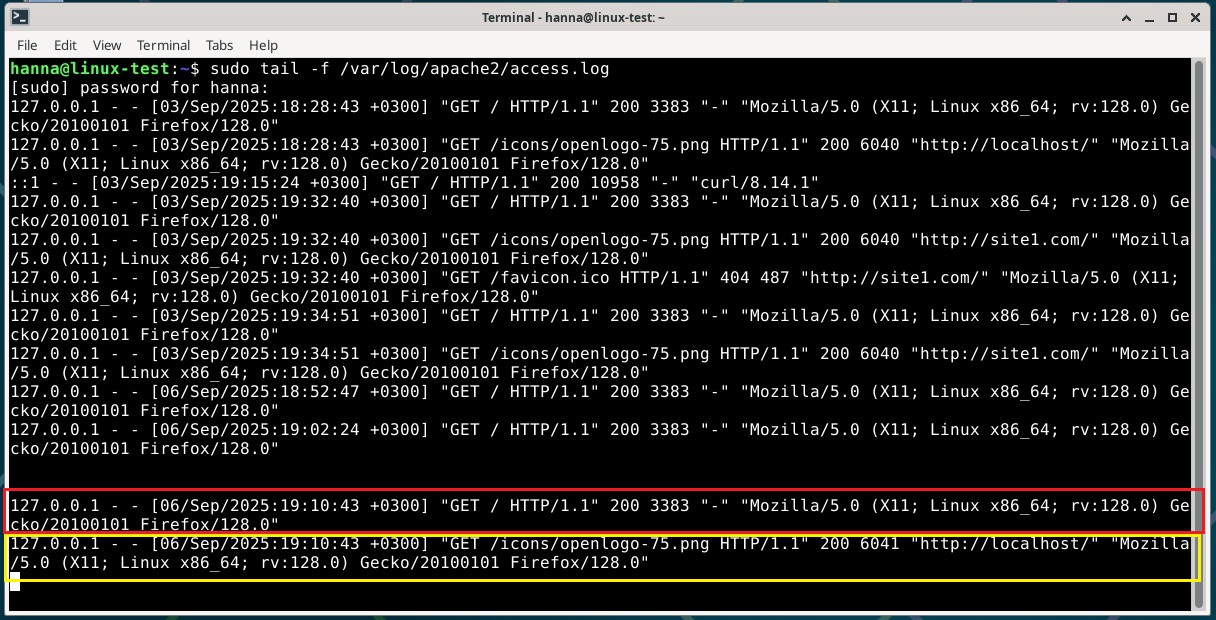 Terminal - hanna@linux-test: ~
File Edit View Terminal Tabs Help
hanna@linux-test:~$ sudo tail -f /var/log/apache2/access.log
[sudo] password for hanna:
127.0.0.1 - - [03/Sep/2025:18:28:43 +0300] "GET / HTTP/1.1" 200 3383 "-" "Mozilla/5.0 (X11; Linux x86_64; rv:128.0) Ge
cko/20100101 Firefox/128.0"
127.0.0.1 - - [03/Sep/2025:18:28:43 +0300] "GET /icons/openlogo-75.png HTTP/1.1" 200 6040 "http://localhost/" "Mozilla
/5.0 (X11; Linux x86_64; rv:128.0) Gecko/20100101 Firefox/128.0"
::1 - - [03/Sep/2025:19:15:24 +0300] "GET / HTTP/1.1" 200 10958 "-" "curl/8.14.1"
127.0.0.1 - - [03/Sep/2025:19:32:40 +0300] "GET / HTTP/1.1" 200 3383 "-" "Mozilla/5.0 (X11; Linux x86_64; rv:128.0) Ge
cko/20100101 Firefox/128.0"
127.0.0.1 - - [03/Sep/2025:19:32:40 +0300] "GET /icons/openlogo-75.png HTTP/1.1" 200 6040 "http://site1.com/" "Mozilla
/5.0 (X11; Linux x86_64; rv:128.0) Gecko/20100101 Firefox/128.0"
127.0.0.1 - - [03/Sep/2025:19:32:40 +0300] "GET /favicon.ico HTTP/1.1" 404 487 "http://site1.com/" "Mozilla/5.0 (X11;
Linux x86_64; rv:128.0) Gecko/20100101 Firefox/128.0"
127.0.0.1 - - [03/Sep/2025:19:34:51 +0300] "GET / HTTP/1.1" 200 3383 "-" "Mozilla/5.0 (X11; Linux x86_64; rv:128.0) Ge
cko/20100101 Firefox/128.0"
127.0.0.1 - - [03/Sep/2025:19:34:51 +0300] "GET /icons/openlogo-75.png HTTP/1.1" 200 6040 "http://site1.com/" "Mozilla
/5.0 (X11; Linux x86_64; rv:128.0) Gecko/20100101 Firefox/128.0"
127.0.0.1 - - [06/Sep/2025:18:52:47 +0300] "GET / HTTP/1.1" 200 3383 "-" "Mozilla/5.0 (X11; Linux x86_64; rv:128.0) Ge
cko/20100101 Firefox/128.0"
127.0.0.1 - - [06/Sep/2025:19:02:24 +0300] "GET / HTTP/1.1" 200 3383 "-" "Mozilla/5.0 (X11; Linux x86_64; rv:128.0) Ge
cko/20100101 Firefox/128.0"
127.0.0.1 - - [06/Sep/2025:19:10:43 +0300] "GET / HTTP/1.1" 200 3383 "-" "Mozilla/5.0 (X11; Linux x86_64; rv:128.0) Ge
cko/20100101 Firefox/128.0"
127.0.0.1 - - [06/Sep/2025:19:10:43 +0300] "GET /icons/openlogo-75.png HTTP/1.1" 200 6041 "http://localhost/" "Mozilla
/5.0 (X11; Linux x86_64; rv:128.0) Gecko/20100101 Firefox/128.0"